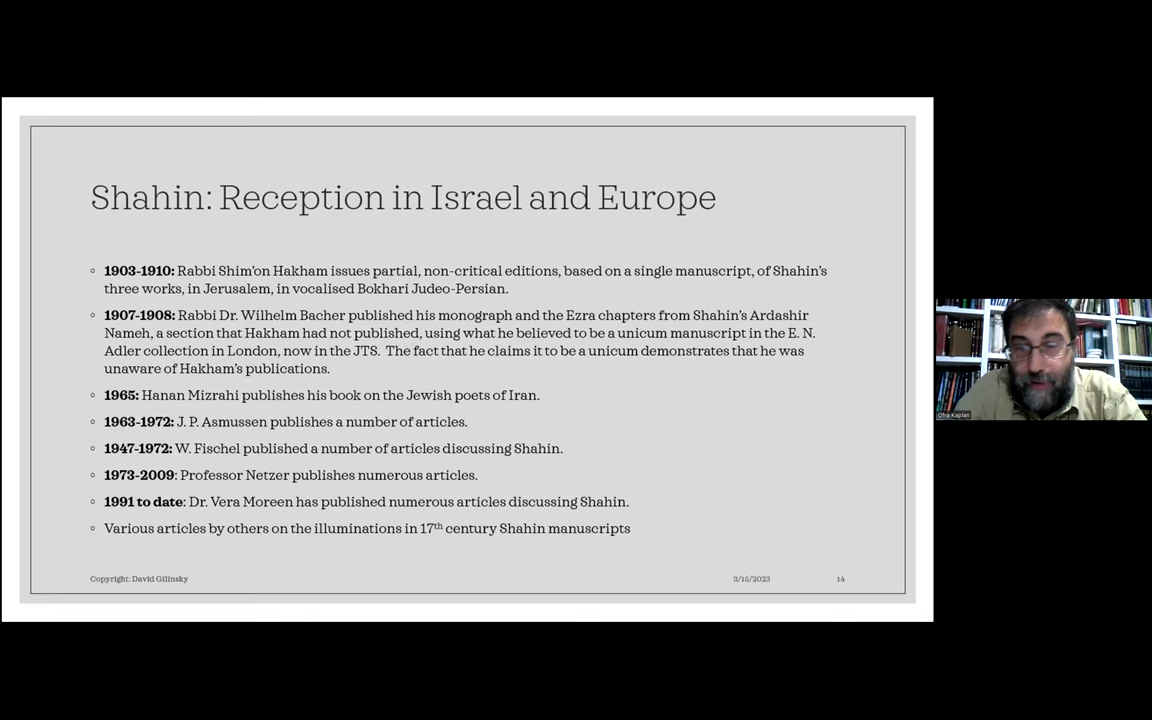 Shahin: Reception in Israel and Europe
◦ 1903-1910: Rabbi Shim'on Hakham issues partial, non-critical editions, based on a single manuscript, of Shahin's
three works, in Jerusalem, in vocalised Bokhari Judeo-Persian.
◦ 1907-1908: Rabbi Dr. Wilhelm Bacher published his monograph and the Ezra chapters from Shahin's Ardashir
Nameh, a section that Hakham had not published, using what he believed to be a unicum manuscript in the E. N.
Adler collection in London, now in the JTS. The fact that he claims it to be a unicum demonstrates that he was
unaware of Hakham's publications.
◦ 1965: Hanan Mizrahi publishes his book on the Jewish poets of Iran.
◦ 1963-1972: J. P. Asmussen publishes a number of articles.
◦ 1947-1972: W. Fischel published a number of articles discussing Shahin.
◦ 1973-2009: Professor Netzer publishes numerous articles.
◦ 1991 to date: Dr. Vera Moreen has published numerous articles discussing Shahin.
◦ Various articles by others on the illuminations in 17th century Shahin manuscripts
Copyright: David Gilinsky 3/15/2023 14
Ofra Kaplan